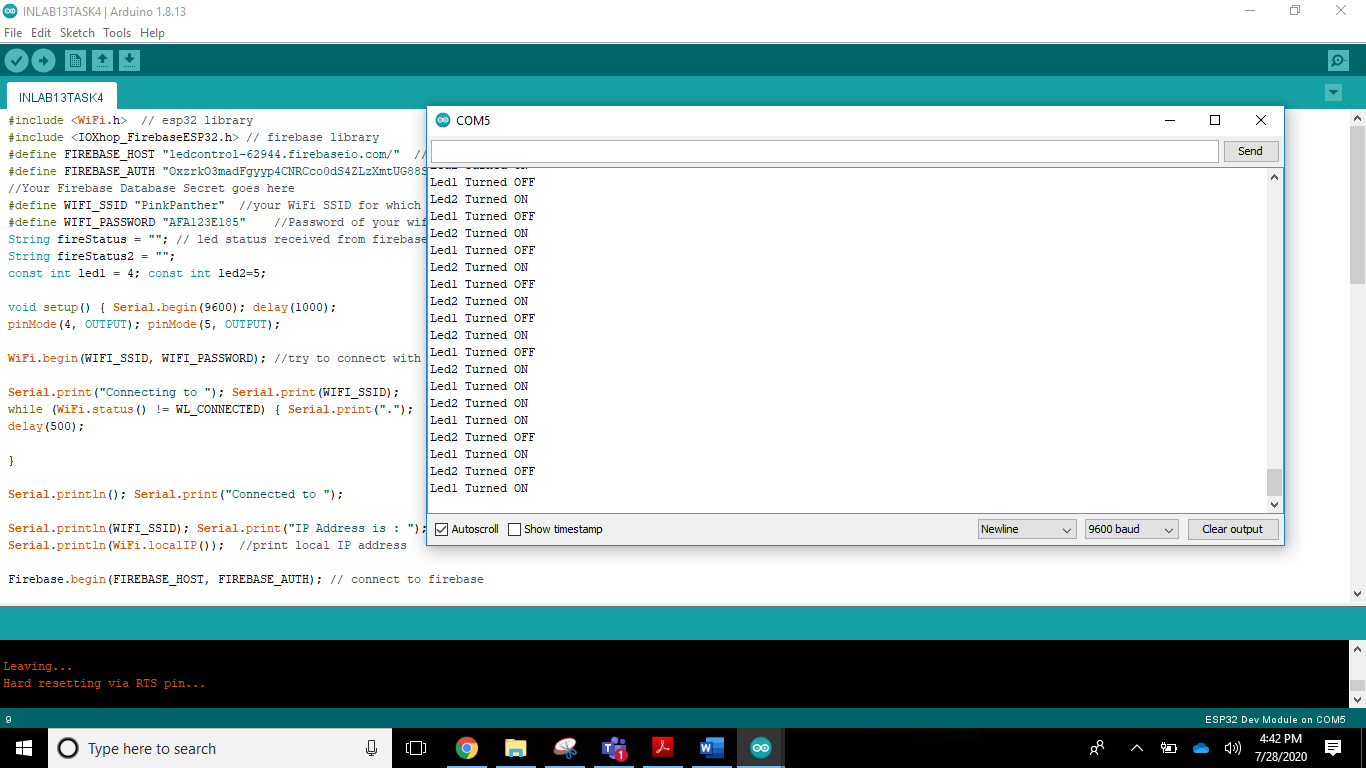 INLAB13TASK4 | Arduino 1.8.13
File Edit Sketch Tools Help
INLAB13TASK4
#include <WiFi.h>  // esp32 library
#include <IOXhop_FirebaseESP32.h> // firebase library
#define FIREBASE_HOST "ledcontrol-62944.firebaseio.com/"  //
#define FIREBASE_AUTH "OxzrkO3madFgyyp4CNRCco0dS4ZLzXmtUG88S
//Your Firebase Database Secret goes here
#define WIFI_SSID "PinkPanther"  //your WiFi SSID for which
#define WIFI_PASSWORD "AFA123E185"    //Password of your wif
String fireStatus = ""; // led status received from firebase
String fireStatus2 = "";
const int led1 = 4; const int led2=5;
void setup() { Serial.begin(9600); delay(1000);
pinMode(4, OUTPUT); pinMode(5, OUTPUT);
WiFi.begin(WIFI_SSID, WIFI_PASSWORD); //try to connect with
Serial.print("Connecting to "); Serial.print(WIFI_SSID);
while (WiFi.status() != WL_CONNECTED) { Serial.print(".");
delay(500);
}
Serial.println(); Serial.print("Connected to ");
Serial.println(WIFI_SSID); Serial.print("IP Address is : ");
Serial.println(WiFi.localIP());  //print local IP address
Firebase.begin(FIREBASE_HOST, FIREBASE_AUTH); // connect to firebase
COM5
Send
Led1 Turned OFF
Led2 Turned ON
Led1 Turned OFF
Led2 Turned ON
Led1 Turned OFF
Led2 Turned ON
Led1 Turned OFF
Led2 Turned ON
Led1 Turned OFF
Led2 Turned ON
Led1 Turned OFF
Led2 Turned ON
Led1 Turned ON
Led2 Turned ON
Led1 Turned ON
Led2 Turned OFF
Led1 Turned ON
Led2 Turned OFF
Led1 Turned ON
Autoscroll Show timestamp Newline 9600 baud Clear output
Leaving...
Hard resetting via RTS pin...
9 ESP32 Dev Module on COM5
Type here to search
1
4:42 PM
7/28/2020